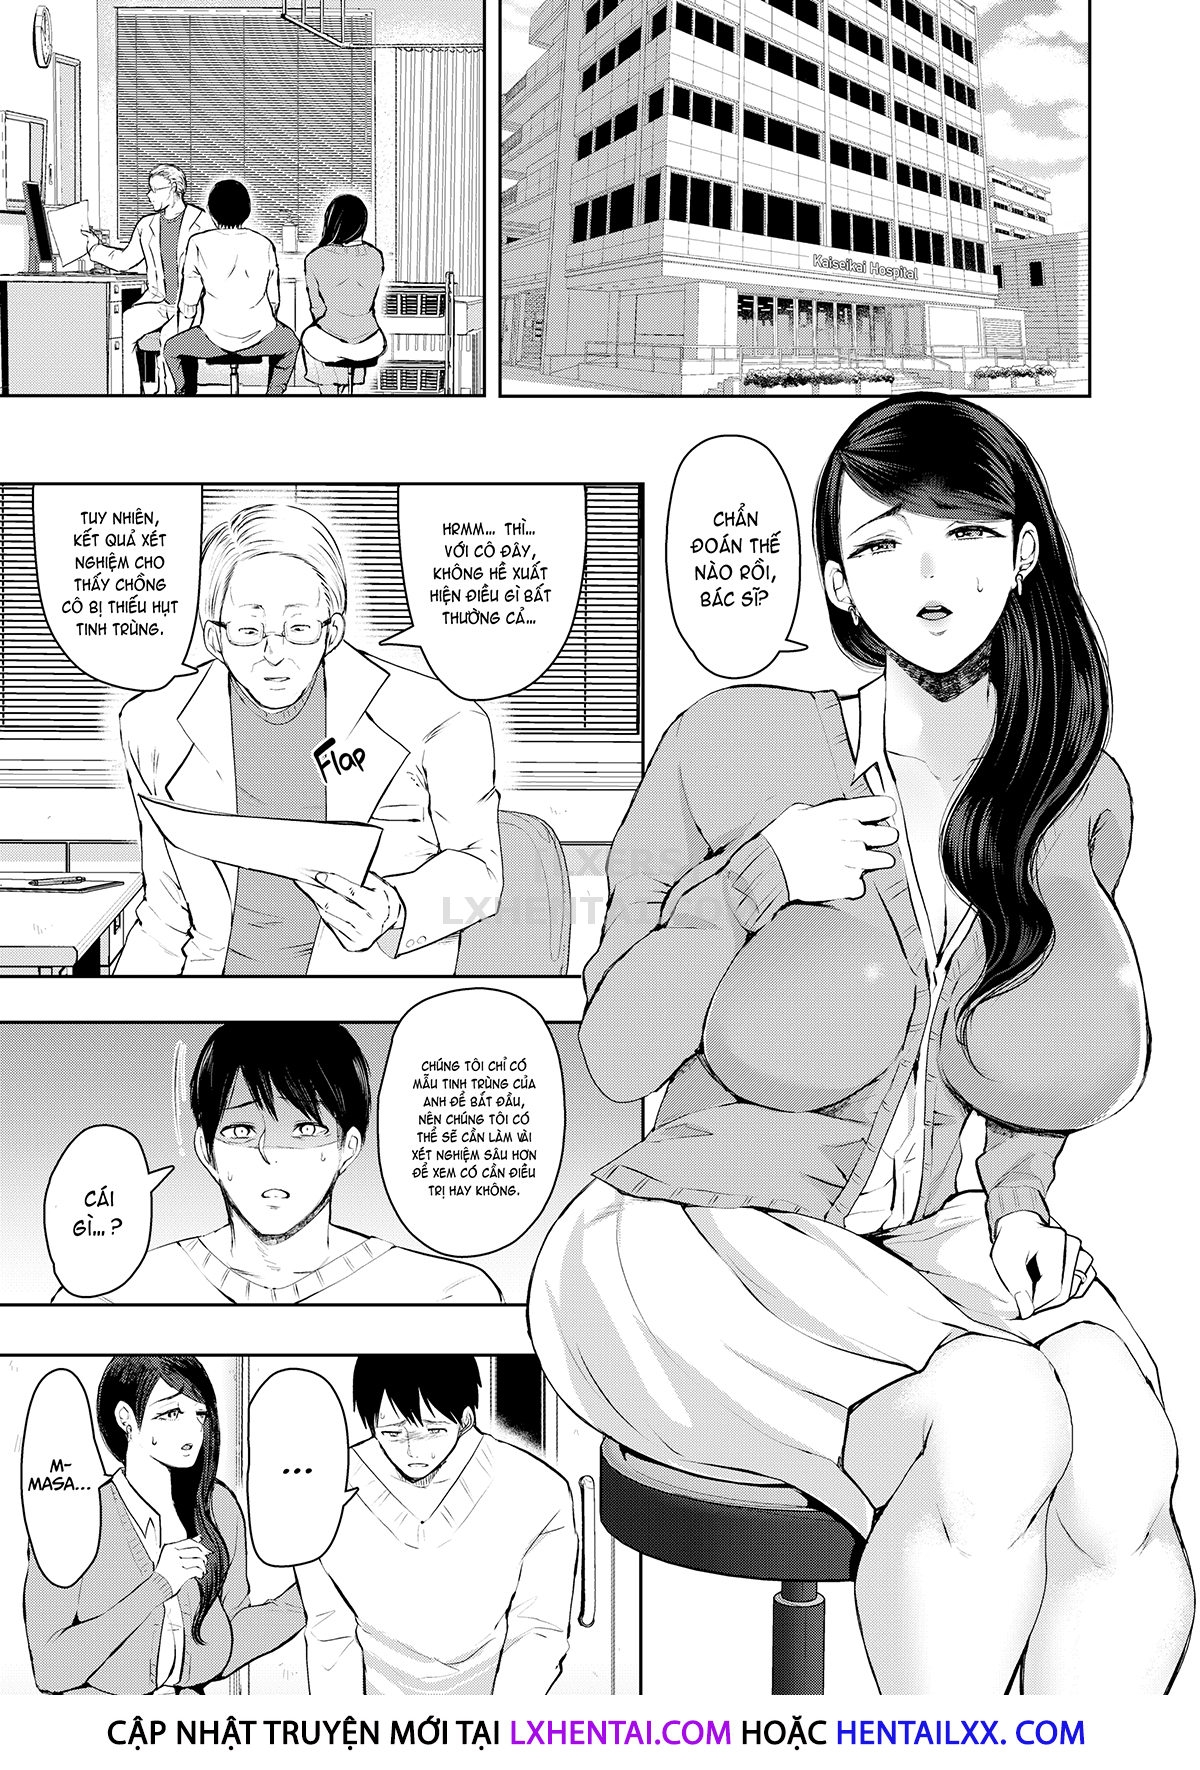 Kaiseikai Hospital
CHẨN
ĐOÁN THẾ
NÀO RỒI,
BÁC SĨ?
HRMM... THÌ...
VỚI CÔ ĐÂY,
KHÔNG HỀ XUẤT
HIỆN ĐIỀU GÌ BẤT
THƯỜNG CẢ...
TUY NHIÊN,
KẾT QUẢ XÉT
NGHIỆM CHO
THẤY CHỒNG
CÔ BỊ THIẾU HỤT
TINH TRÙNG.
Flap
CHÚNG TÔI CHỈ CÓ
MẪU TINH TRÙNG CỦA
ANH ĐỂ BẮT ĐẦU,
NÊN CHÚNG TÔI CÓ
THỂ SẼ CẦN LÀM VÀI
XÉT NGHIỆM SÂU HƠN
ĐỂ XEM CÓ CẦN ĐIỀU
TRỊ HAY KHÔNG.
CÁI
GÌ...?
...
M-
MASA...
CẬP NHẬT TRUYỆN MỚI TẠI LXHENTAI.COM HOẶC HENTAILXX. COM